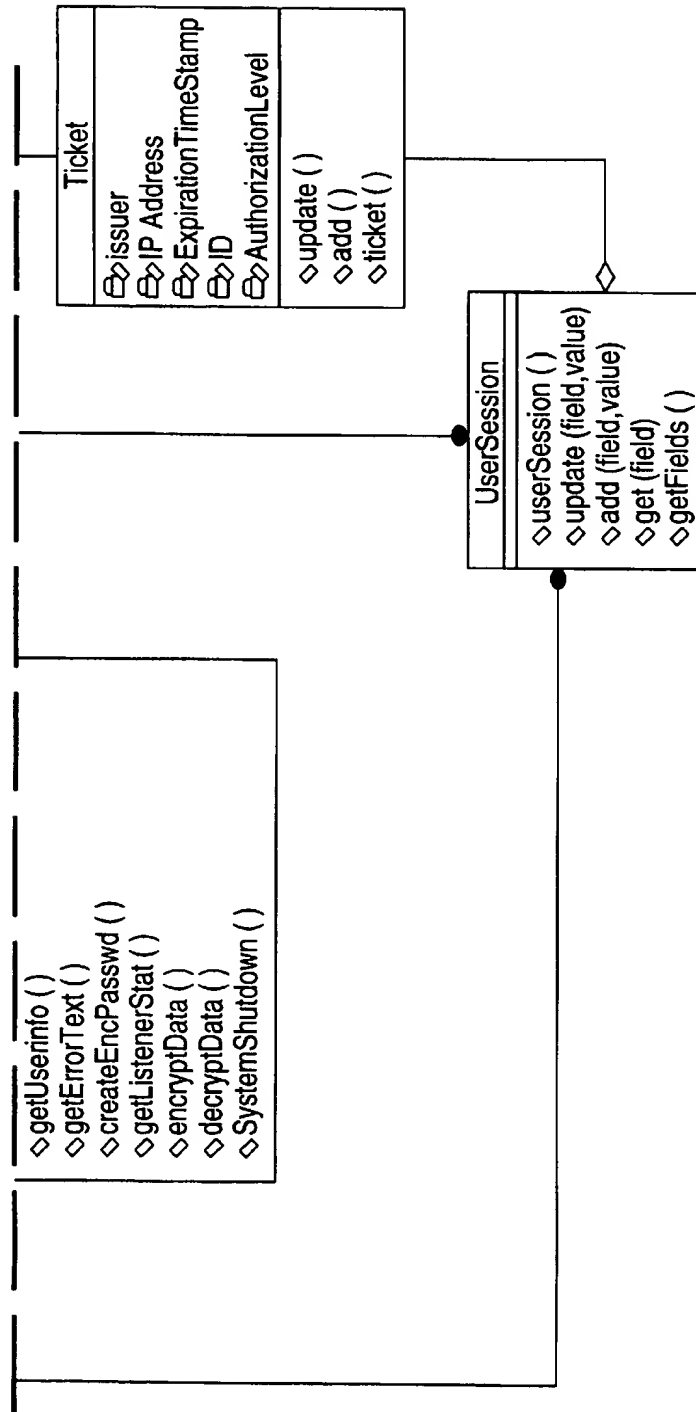 getUserinfo ( )
getErrorText ( )
createEncPasswd ( )
getListenerStat ( )
encryptData ( )
decryptData ( )
SystemShutdown ( )
Ticket
issuer
IP Address
ExpirationTimeStamp
ID
AuthorizationLevel
update ( )
add ( )
ticket ( )
UserSession
userSession ( )
update (field,value)
add (field,value)
get (field)
getFields ( )